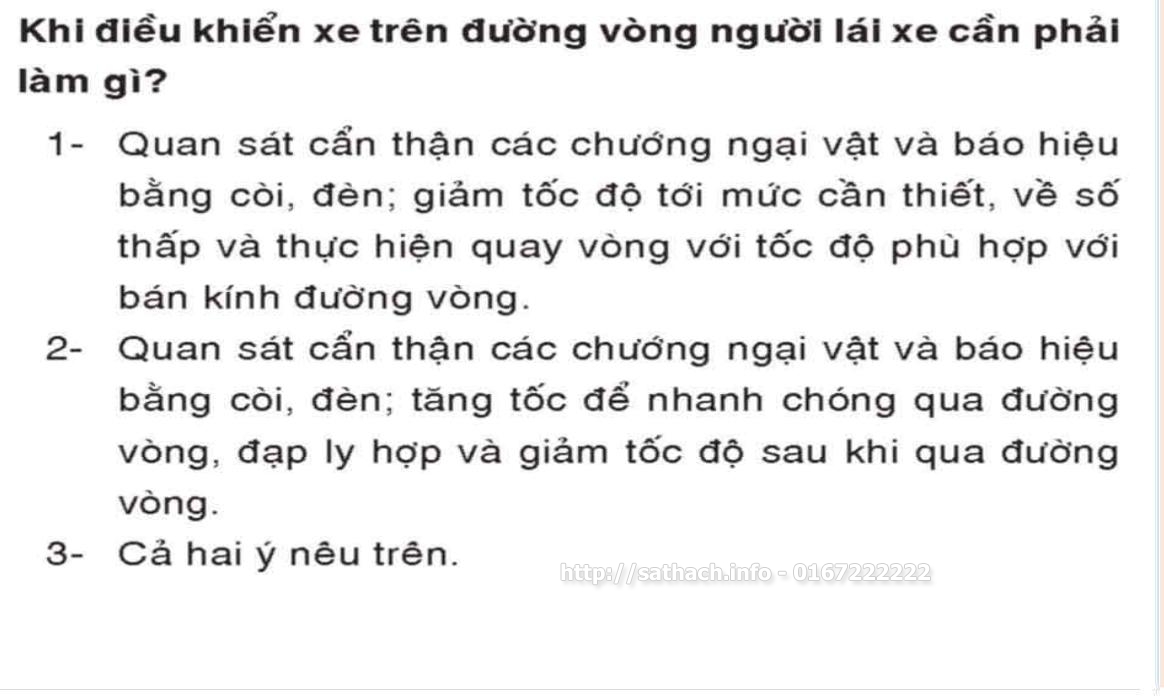 Khi điều khiển xe trên đường vòng người lái xe cần phải
làm gì?
1- Quan sát cẩn thận các chướng ngại vật và báo hiệu
bằng còi, đèn; giảm tốc độ tới mức cần thiết, về số
thấp và thực hiện quay vòng với tốc độ phù hợp với
bán kính đường vòng.
2- Quan sát cẩn thận các chướng ngại vật và báo hiệu
bằng còi, đèn; tăng tốc để nhanh chóng qua đường
vòng, đạp ly hợp và giảm tốc độ sau khi qua đường
vòng.
3- Cả hai ý nêu trên.
http://sathach.info - 0167222222